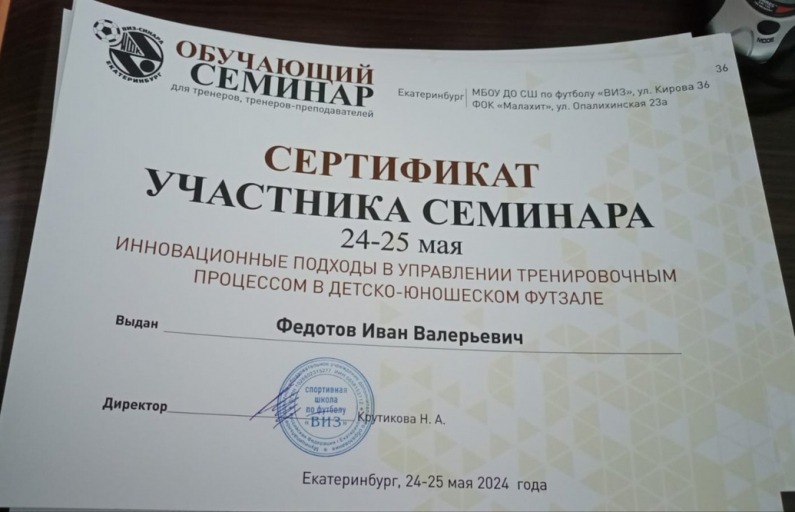 ВИЗ-СИНАРА
ЕКАТЕРИНБУРГ
ОБУЧАЮЩИЙ
СЕМИНАР
для тренеров, тренеров-преподавателей
Екатеринбург
МБОУ ДО СШ по футболу «ВИЗ», ул. Кирова 36
ФОК «Малахит», ул. Опалихинская 23а
36
СЕРТИФИКАТ
УЧАСТНИКА СЕМИНАРА
24-25 мая
ИННОВАЦИОННЫЕ ПОДХОДЫ В УПРАВЛЕНИИ ТРЕНИРОВОЧНЫМ
ПРОЦЕССОМ В ДЕТСКО-ЮНОШЕСКОМ ФУТЗАЛЕ
Выдан Федотов Иван Валерьевич
спортивная
школа
по футболу
«ВИЗ»
Директор Крутикова Н. А.
Екатеринбург, 24-25 мая 2024 года
MODE